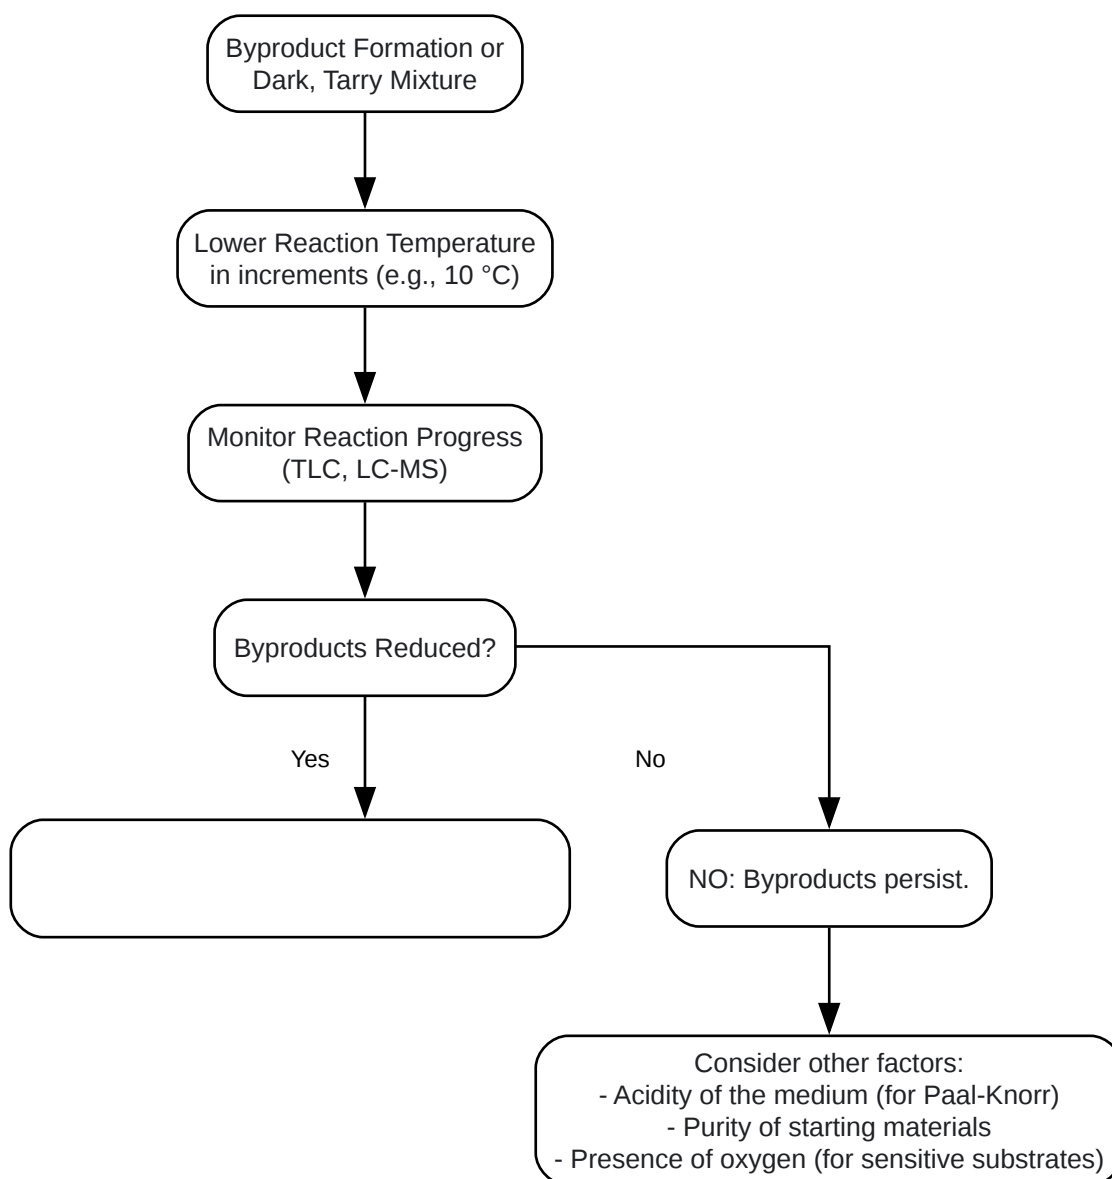 Byproduct Formation or
Dark, Tarry Mixture
Lower Reaction Temperature
in increments (e.g., 10 °C)
Monitor Reaction Progress
(TLC, LC-MS)
Byproducts Reduced?
Yes
No
NO: Byproducts persist.
Consider other factors:
- Acidity of the medium (for Paal-Knorr)
- Purity of starting materials
- Presence of oxygen (for sensitive substrates)